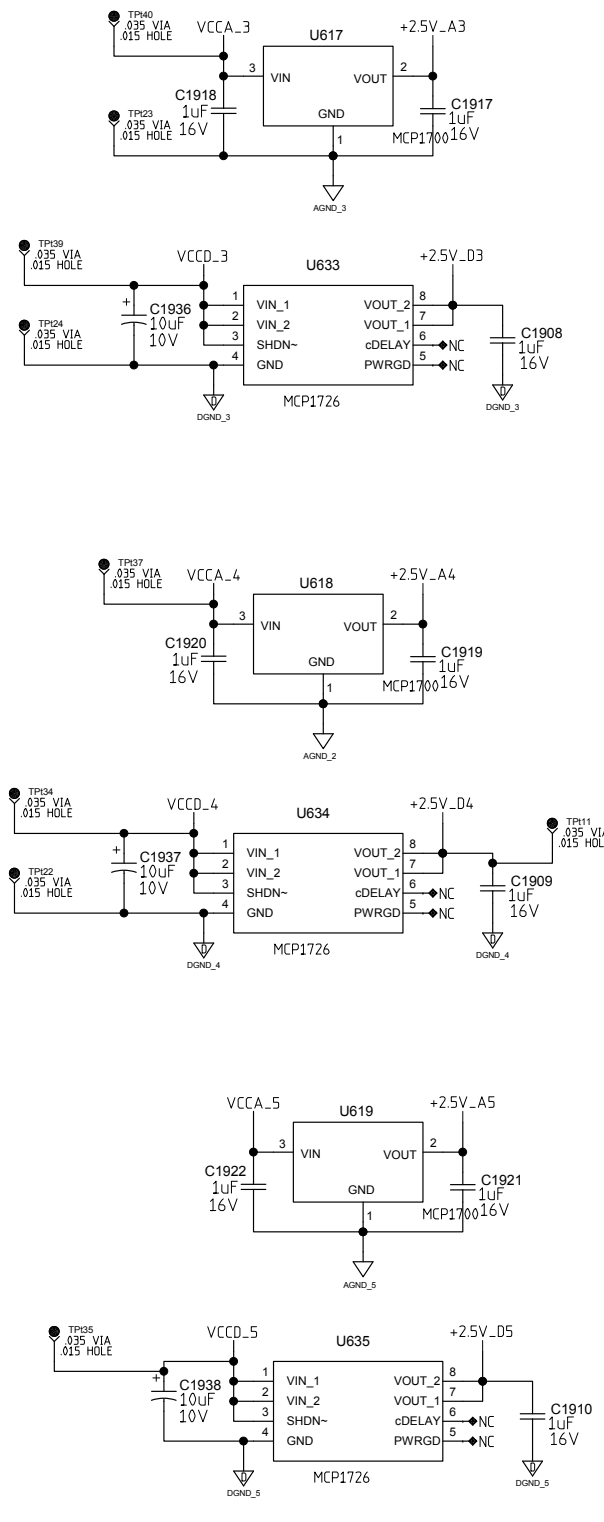 TPt40
.035 VIA
.015 HOLE
VCCA_3
U617
+2.5V_A3
3
VIN
VOUT
2
C1918
1uF
16V
GND
1
C1917
1uF
16V
MCP1700
TPt23
.035 VIA
.015 HOLE
AGND_3
TPt39
.035 VIA
.015 HOLE
VCCD_3
U633
+2.5V_D3
1
VIN_1
VOUT_2
8
2
VIN_2
VOUT_1
7
3
SHDN~
cDELAY
6
NC
4
GND
PWRGD
5
NC
C1936
10uF
10V
TPt24
.035 VIA
.015 HOLE
C1908
1uF
16V
D
DGND_3
D
DGND_3
MCP1726
TPt37
.035 VIA
.015 HOLE
VCCA_4
U618
+2.5V_A4
3
VIN
VOUT
2
C1920
1uF
16V
GND
1
C1919
1uF
16V
MCP1700
AGND_2
TPt34
.035 VIA
.015 HOLE
VCCD_4
U634
+2.5V_D4
TPt11
.035 VIA
.015 HOL
1
VIN_1
VOUT_2
8
2
VIN_2
VOUT_1
7
3
SHDN~
cDELAY
6
NC
4
GND
PWRGD
5
NC
C1937
10uF
10V
TPt22
.035 VIA
.015 HOLE
C1909
1uF
16V
D
DGND_4
D
DGND_4
MCP1726
VCCA_5
U619
+2.5V_A5
3
VIN
VOUT
2
C1922
1uF
16V
GND
1
C1921
1uF
16V
MCP1700
AGND_5
TPt35
.035 VIA
.015 HOLE
VCCD_5
U635
+2.5V_D5
1
VIN_1
VOUT_2
8
2
VIN_2
VOUT_1
7
3
SHDN~
cDELAY
6
NC
4
GND
PWRGD
5
NC
C1938
10uF
10V
C1910
1uF
16V
D
DGND_5
D
DGND_5
MCP1726